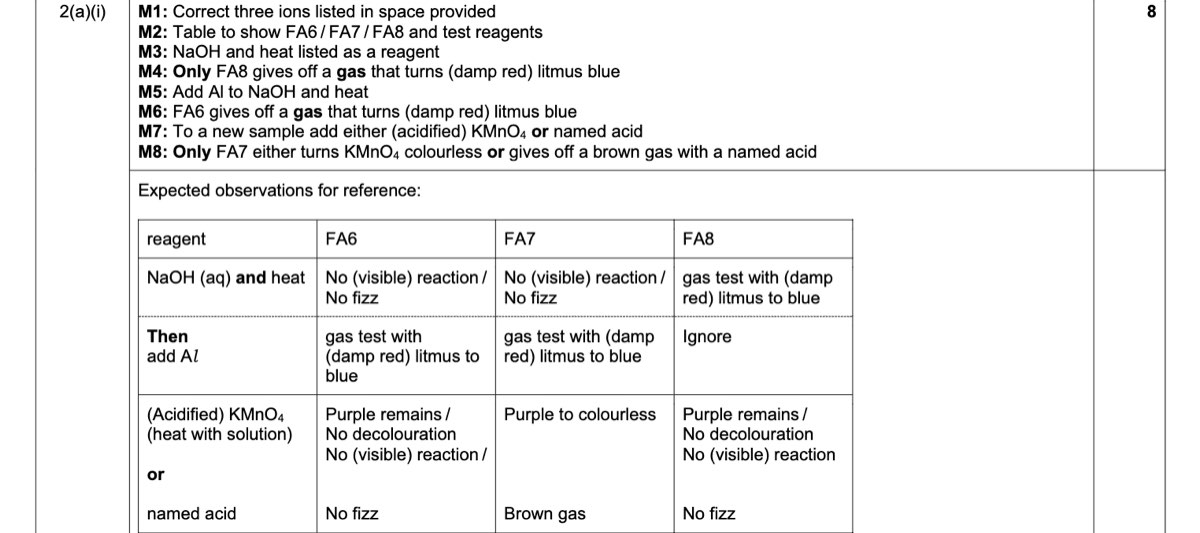 2(a)(i) M1: Correct three ions listed in space provided 8
M2: Table to show FA6/FA7/FA8 and test reagents
M3: NaOH and heat listed as a reagent
M4: Only FA8 gives off a gas that turns (damp red) litmus blue
M5: Add Al to NaOH and heat
M6: FA6 gives off a gas that turns (damp red) litmus blue
M7: To a new sample add either (acidified) KMnO₄ or named acid
M8: Only FA7 either turns KMnO₄ colourless or gives off a brown gas with a named acid
Expected observations for reference:
reagent FA6 FA7 FA8
NaOH (aq) and heat No (visible) reaction / No (visible) reaction / gas test with (damp
No fizz No fizz red) litmus to blue
Then gas test with gas test with (damp Ignore
add Al (damp red) litmus to red) litmus to blue
blue
(Acidified) KMnO₄ Purple remains / Purple to colourless Purple remains /
(heat with solution) No decolouration No decolouration
No (visible) reaction / No (visible) reaction
or
named acid No fizz Brown gas No fizz